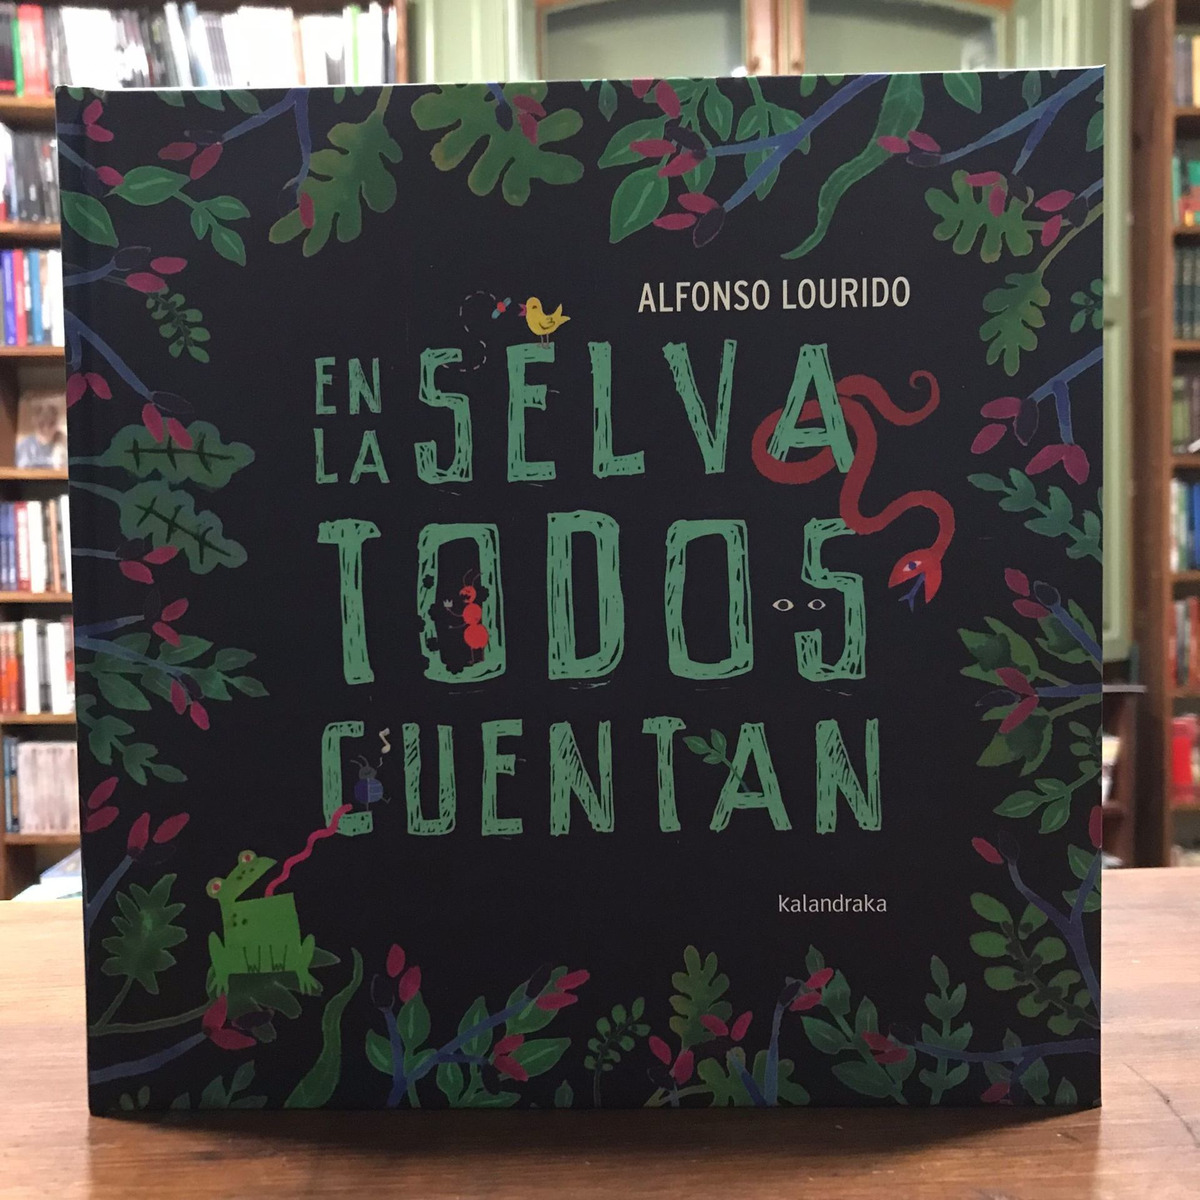 ALFONSO LOURIDO
EN
LA SELVA
TODOS
CUENTAN
Kalandraka